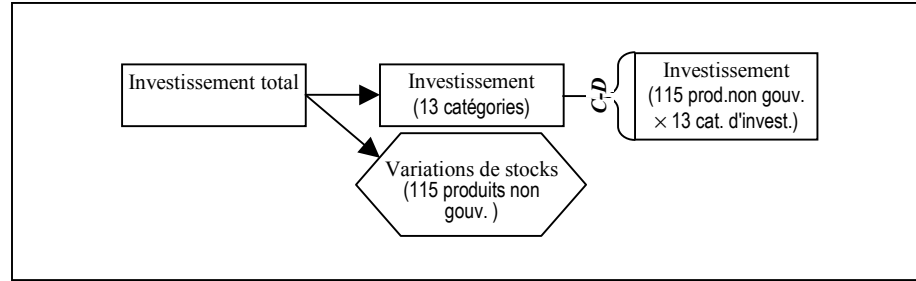 Investissement total
Investissement
(13 catégories)
C-D
Investissement
(115 prod.non gouv.
× 13 cat. d'invest.)
Variations de stocks
(115 produits non
gouv. )